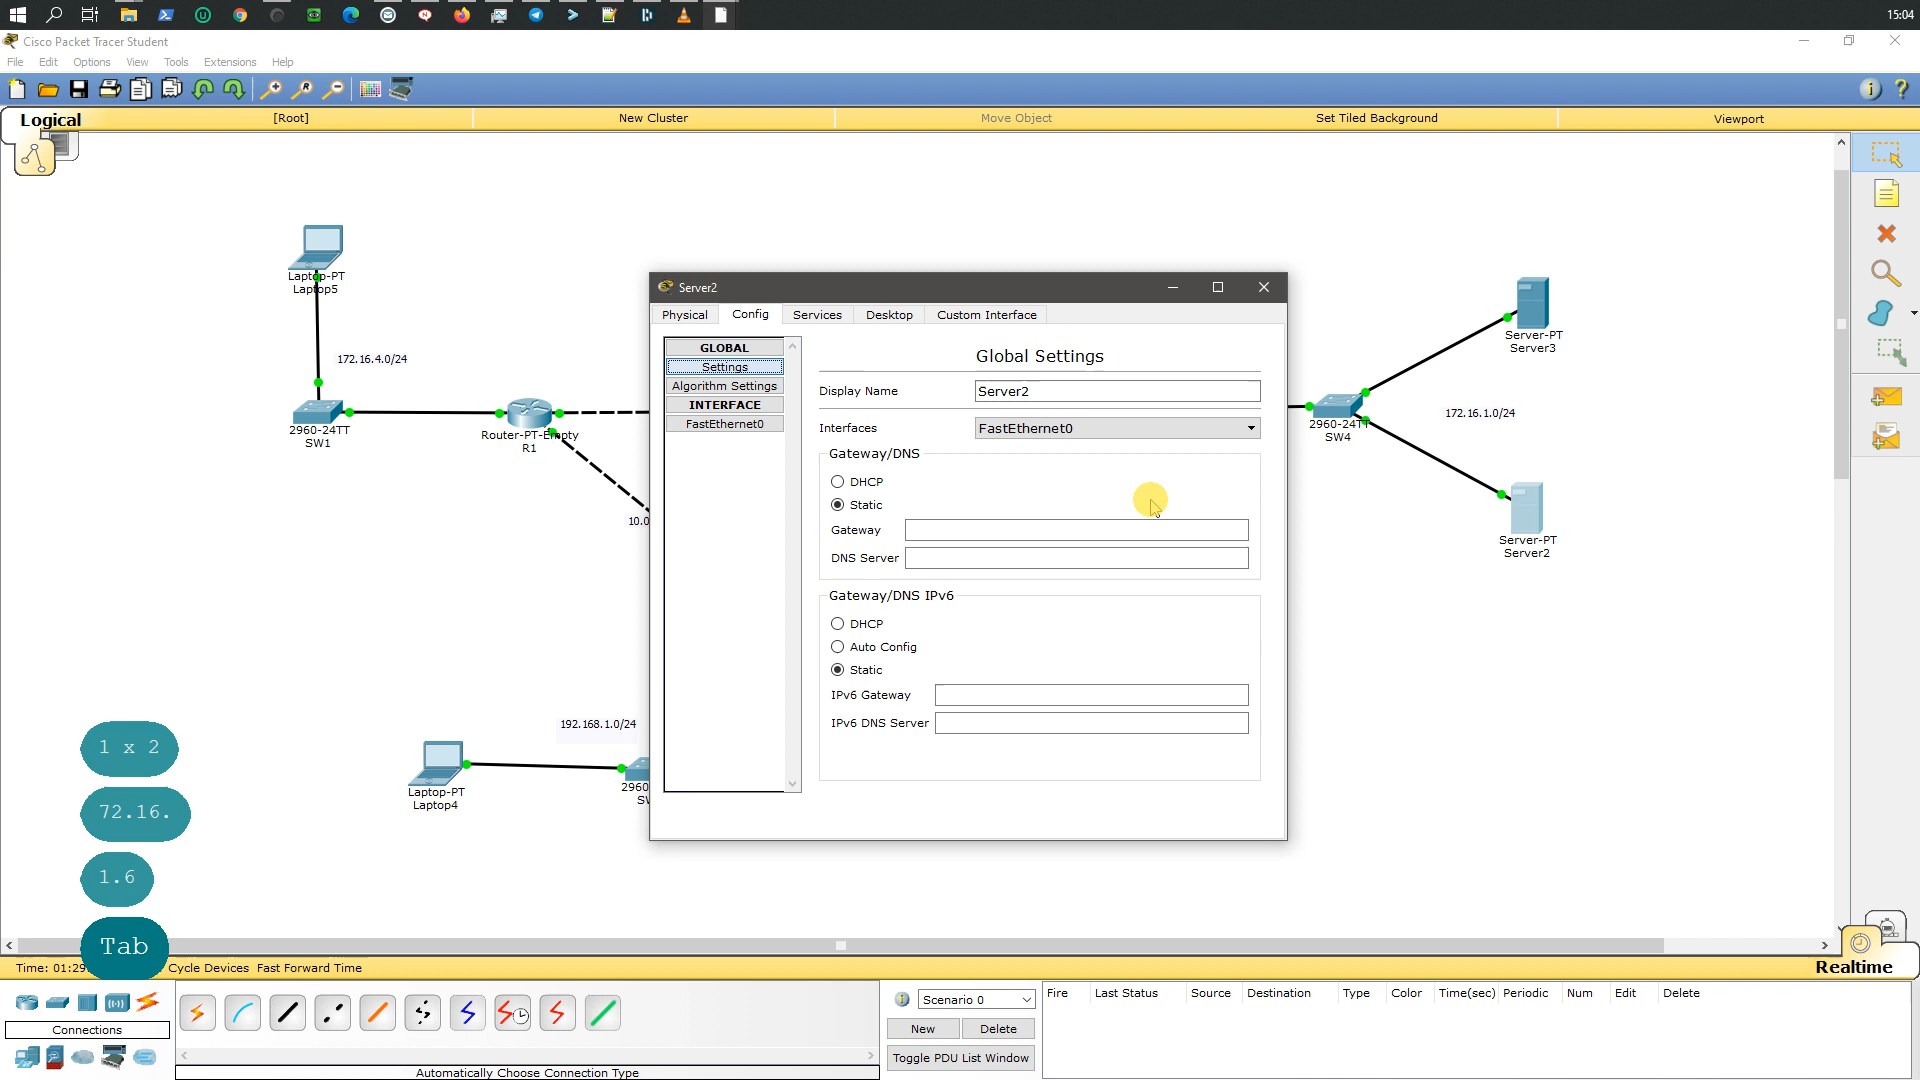 15:04
Cisco Packet Tracer Student
File Edit Options View Tools Extensions Help
Logical [Root] New Cluster Move Object Set Tiled Background Viewport
Laptop-PT
Laptop5
172.16.4.0/24
2960-24TT
SW1
Router-PT-Empty
R1
10.0
192.168.1.0/24
Laptop-PT
Laptop4
2960
SW
Server2
Physical Config Services Desktop Custom Interface
GLOBAL
Settings
Algorithm Settings
INTERFACE
FastEthernet0
Global Settings
Display Name Server2
Interfaces FastEthernet0
Gateway/DNS
DHCP
Static
Gateway
DNS Server
Gateway/DNS IPv6
DHCP
Auto Config
Static
IPv6 Gateway
IPv6 DNS Server
Server-PT
Server3
2960-24TT
SW4
172.16.1.0/24
Server-PT
Server2
1 x 2
72.16.
1.6
Tab
Time: 01:29 Cycle Devices Fast Forward Time
Realtime
Connections
Automatically Choose Connection Type
Scenario 0
New Delete
Toggle PDU List Window
Fire Last Status Source Destination Type Color Time(sec) Periodic Num Edit Delete